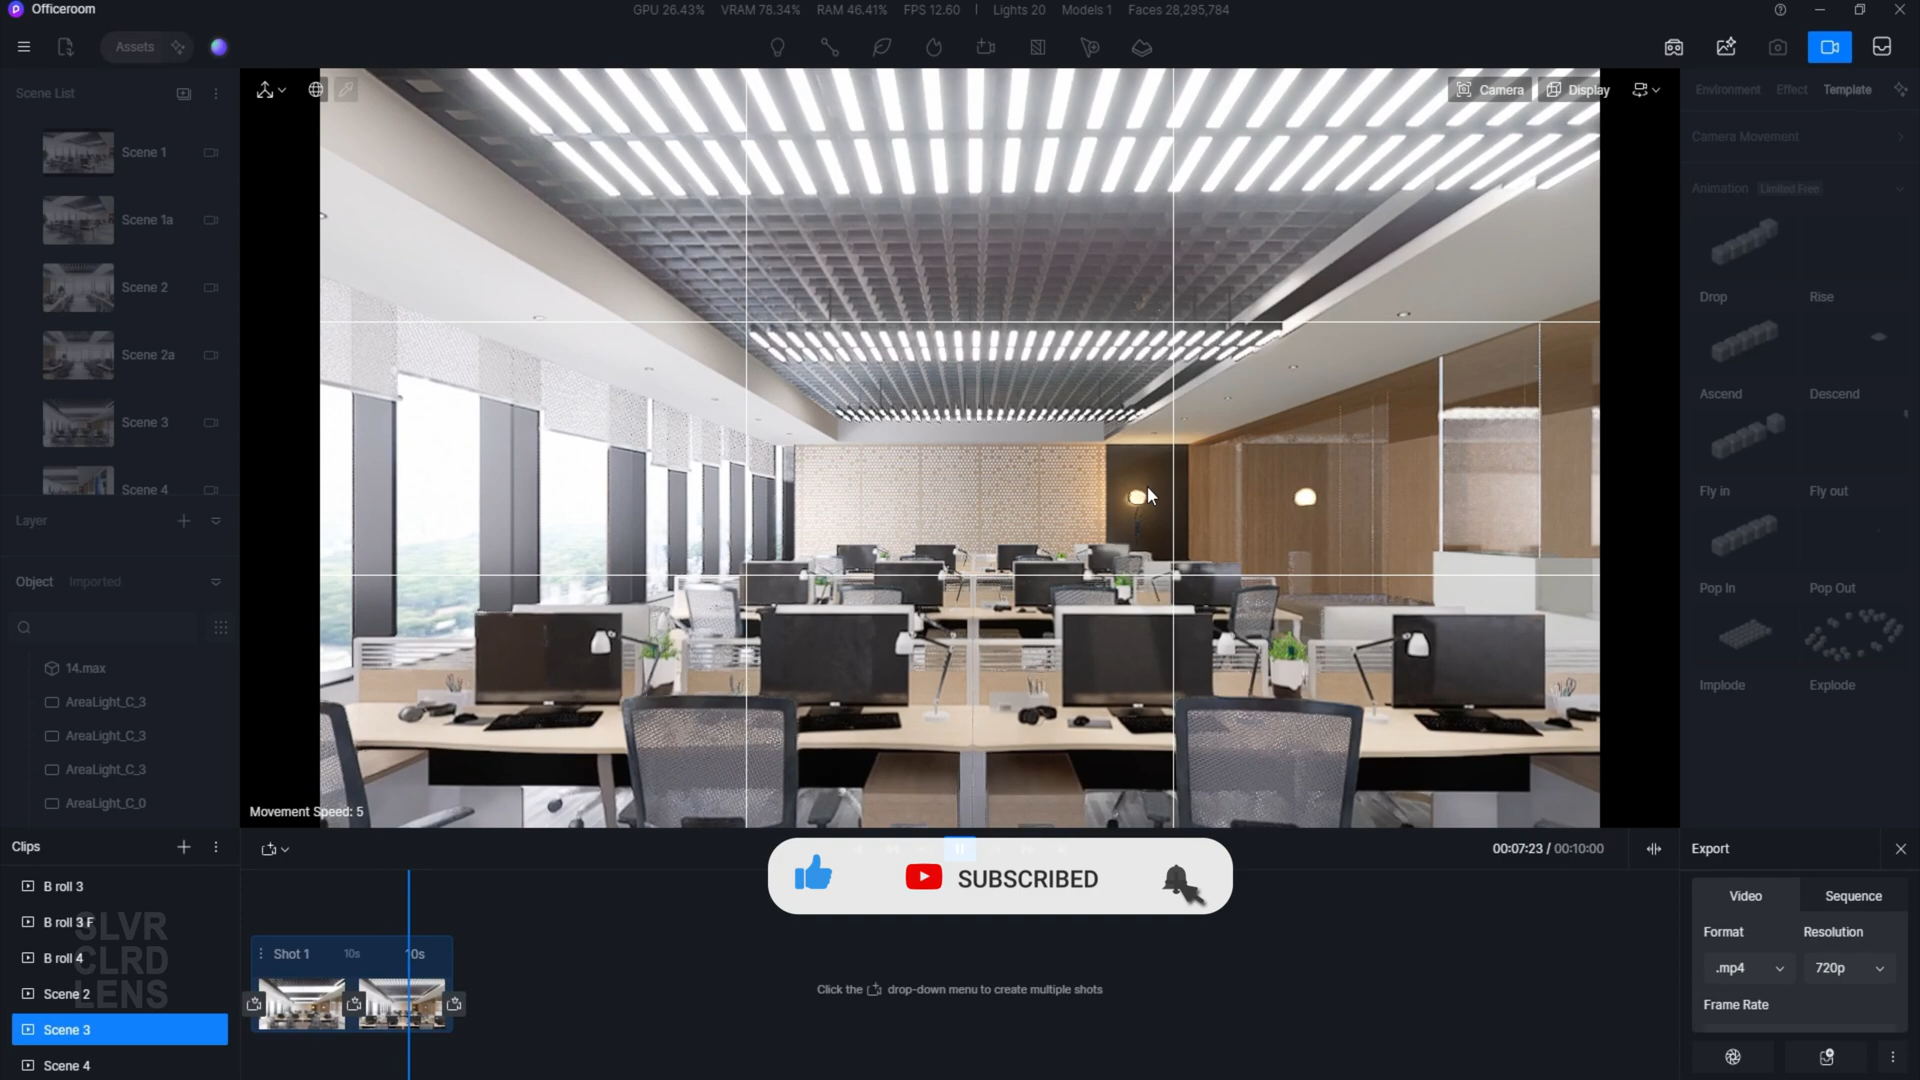 Officeroom
GPU 26.43% VRAM 78.34% RAM 46.41% FPS 12.60 | Lights 20 Models 1 Faces 28,295,784
Assets
Scene List
Scene 1
Scene 1a
Scene 2
Scene 2a
Scene 3
Scene 4
Layer
Object Imported
14.max
AreaLight_C_3
AreaLight_C_3
AreaLight_C_3
AreaLight_C_0
Camera
Display
Movement Speed: 5
Environment Effect Template
Camera Movement
Animation Limited Free
Drop Rise
Ascend Descend
Fly in Fly out
Pop In Pop Out
Implode Explode
Clips
B roll 3
B roll 3 F
B roll 4
Scene 2
Scene 3
Scene 4
SLVR
CLRD
LENS
00:07:23 / 00:10:00
SUBSCRIBED
Shot 1 10s 10s
Click the drop-down menu to create multiple shots
Export
Video Sequence
Format Resolution
.mp4 720p
Frame Rate